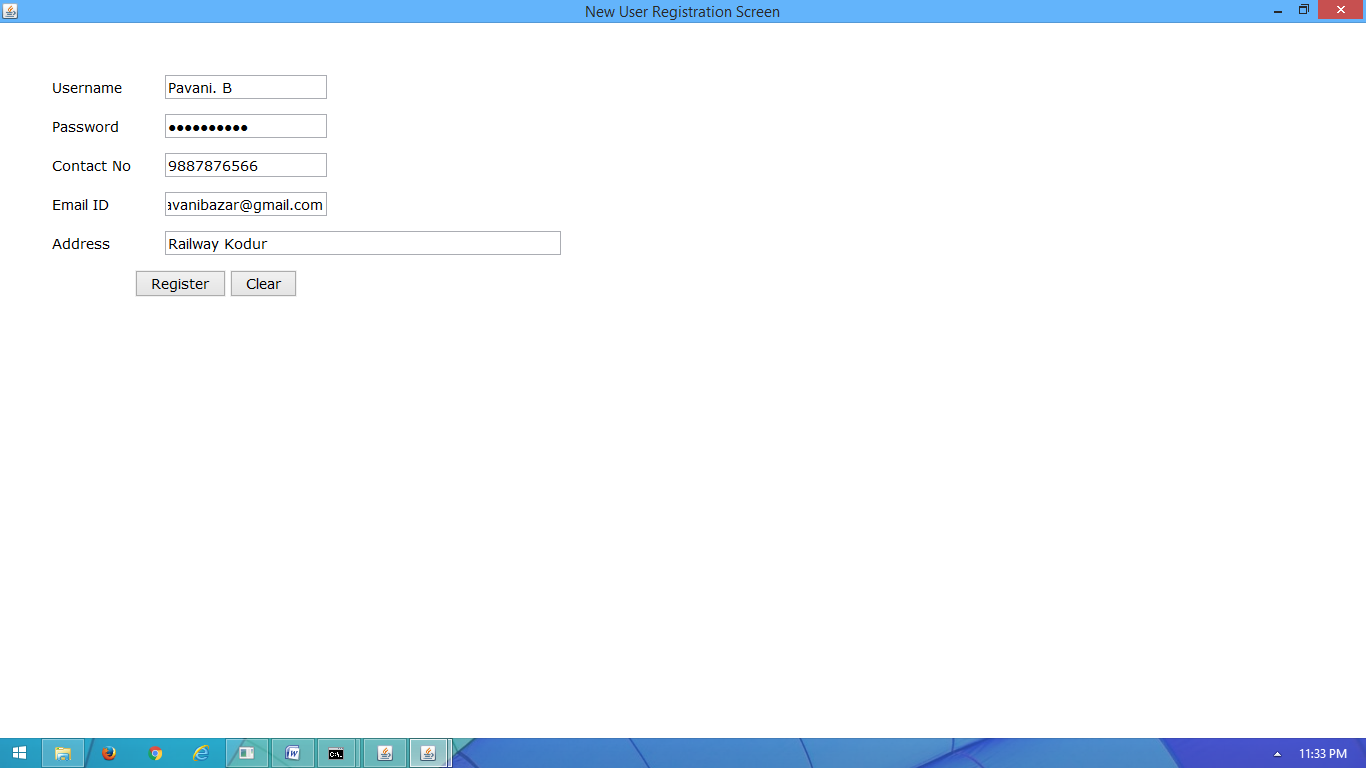 New User Registration Screen
Username Pavani. B
Password ●●●●●●●●●●
Contact No 9887876566
Email ID avanibazar@gmail.com
Address Railway Kodur
Register Clear
C:\.
11:33 PM